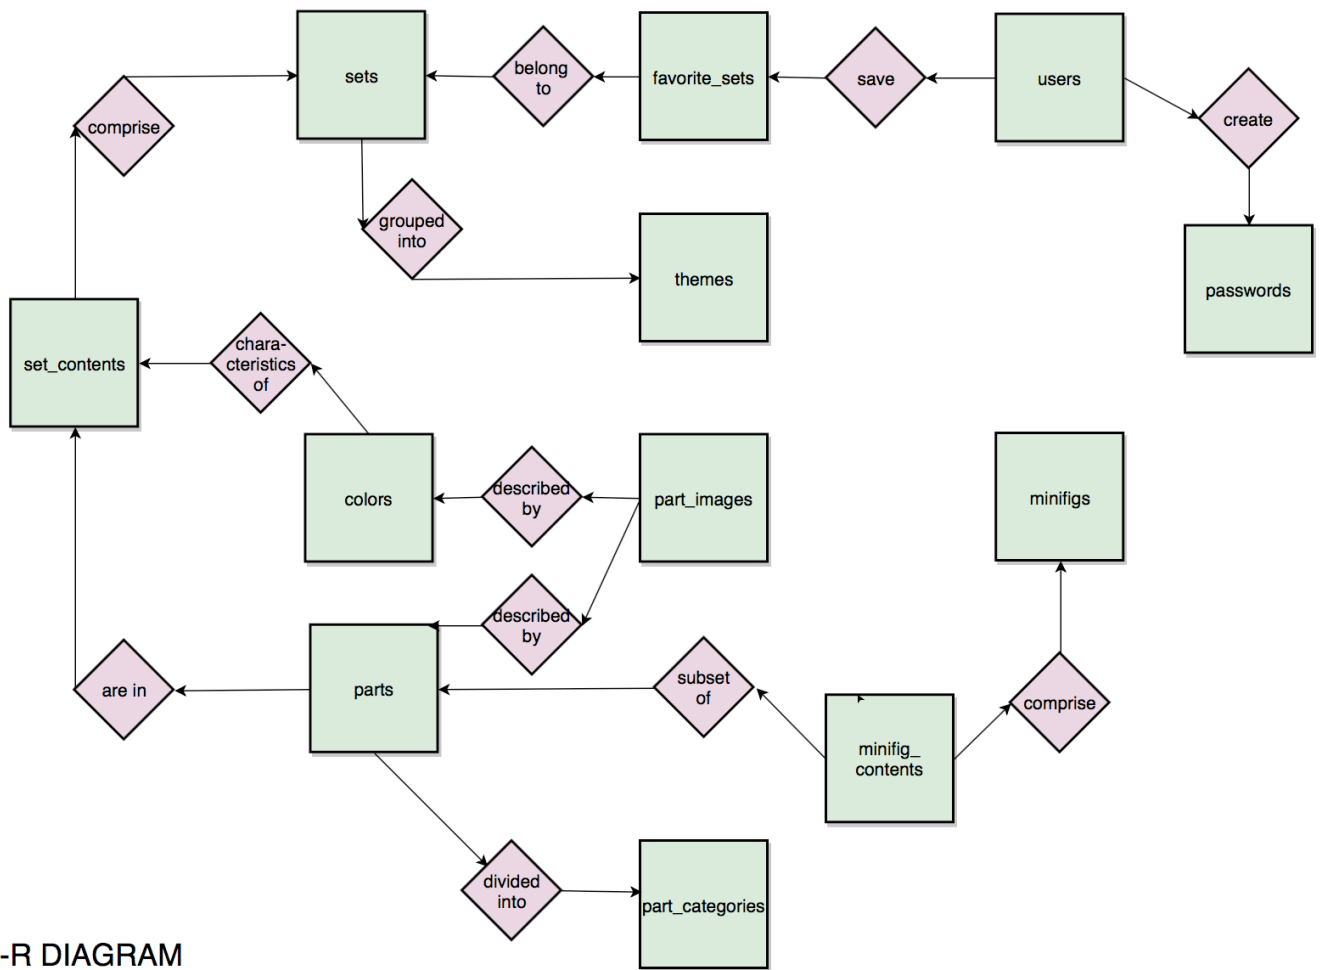 sets
belong
to
favorite_sets
save
users
comprise
create
grouped
into
themes
passwords
set_contents
chara-
cteristics
of
colors
described
by
part_images
minifigs
described
by
are in
parts
subset
of
minifig_
contents
comprise
divided
into
part_categories
-R DIAGRAM